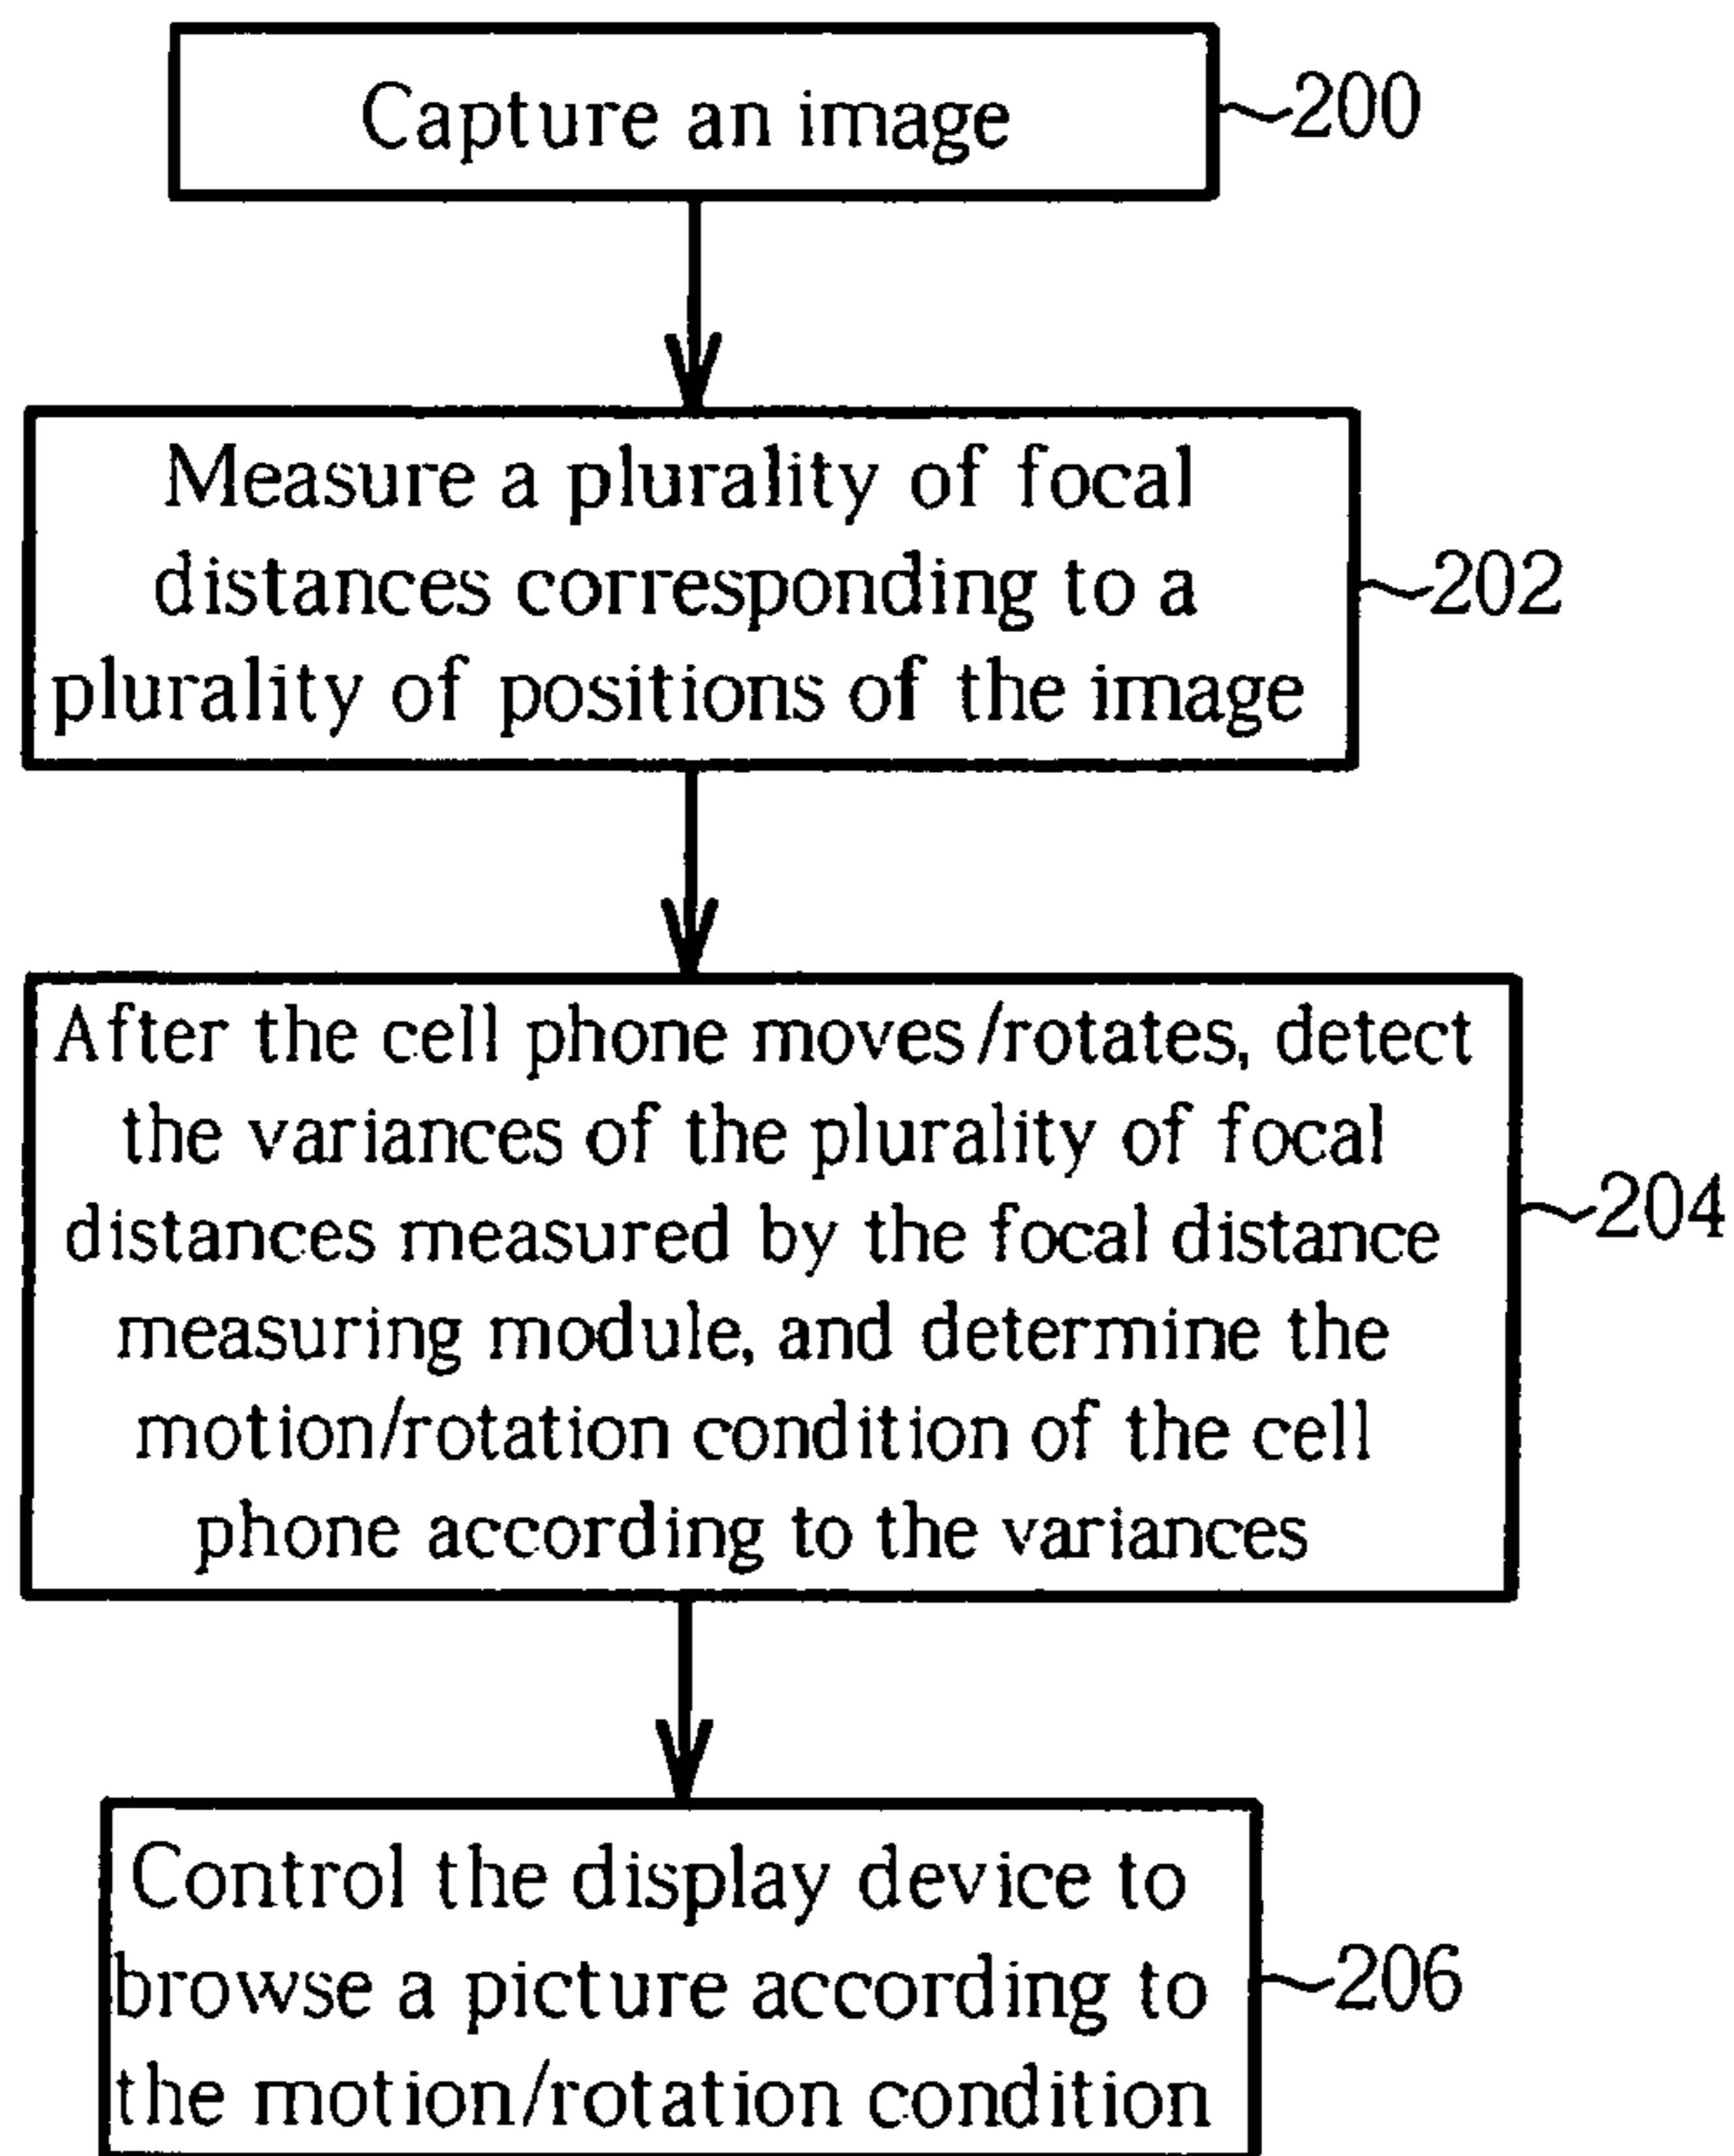 Capture an image
200
Measure a plurality of focal
distances corresponding to a
plurality of positions of the image
202
After the cell phone moves/rotates, detect
the variances of the plurality of focal
distances measured by the focal distance
measuring module, and determine the
motion/rotation condition of the cell
phone according to the variances
204
Control the display device to
browse a picture according to
the motion/rotation condition
206